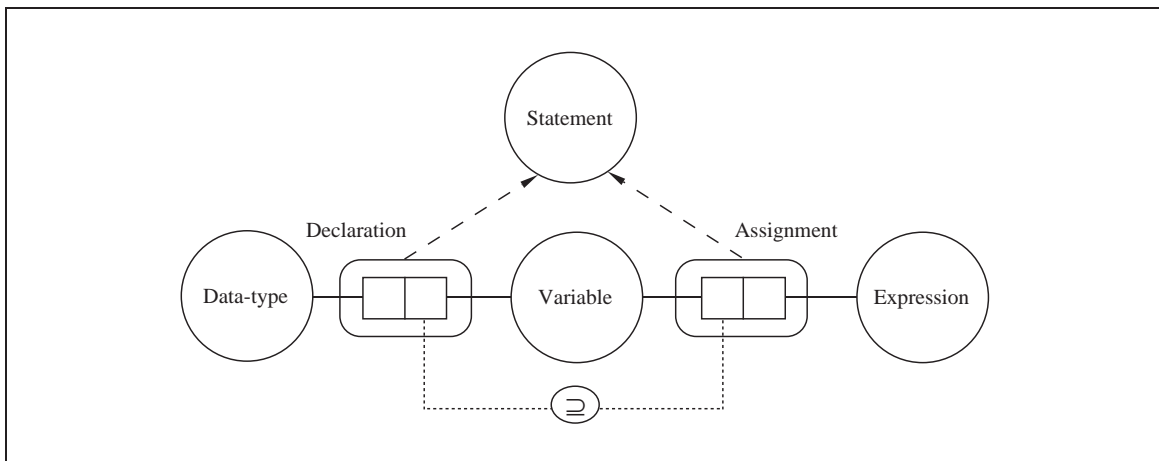 Statement
Declaration
Assignment
Data-type
Variable
Expression
⊇